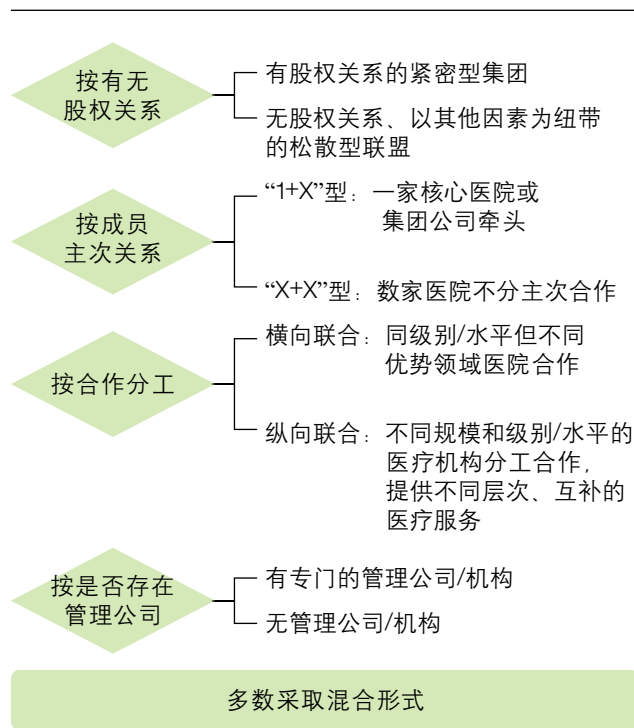 按有无
股权关系
有股权关系的紧密型集团
无股权关系、以其他因素为纽带
的松散型联盟
按成员
主次关系
“1+X”型：一家核心医院或
集团公司牵头
“X+X”型：数家医院不分主次合作
按合作分工
横向联合：同级别/水平但不同
优势领域医院合作
纵向联合：不同规模和级别/水平的
医疗机构分工合作，
提供不同层次、互补的
医疗服务
按是否存在
管理公司
有专门的管理公司/机构
无管理公司/机构
多数采取混合形式